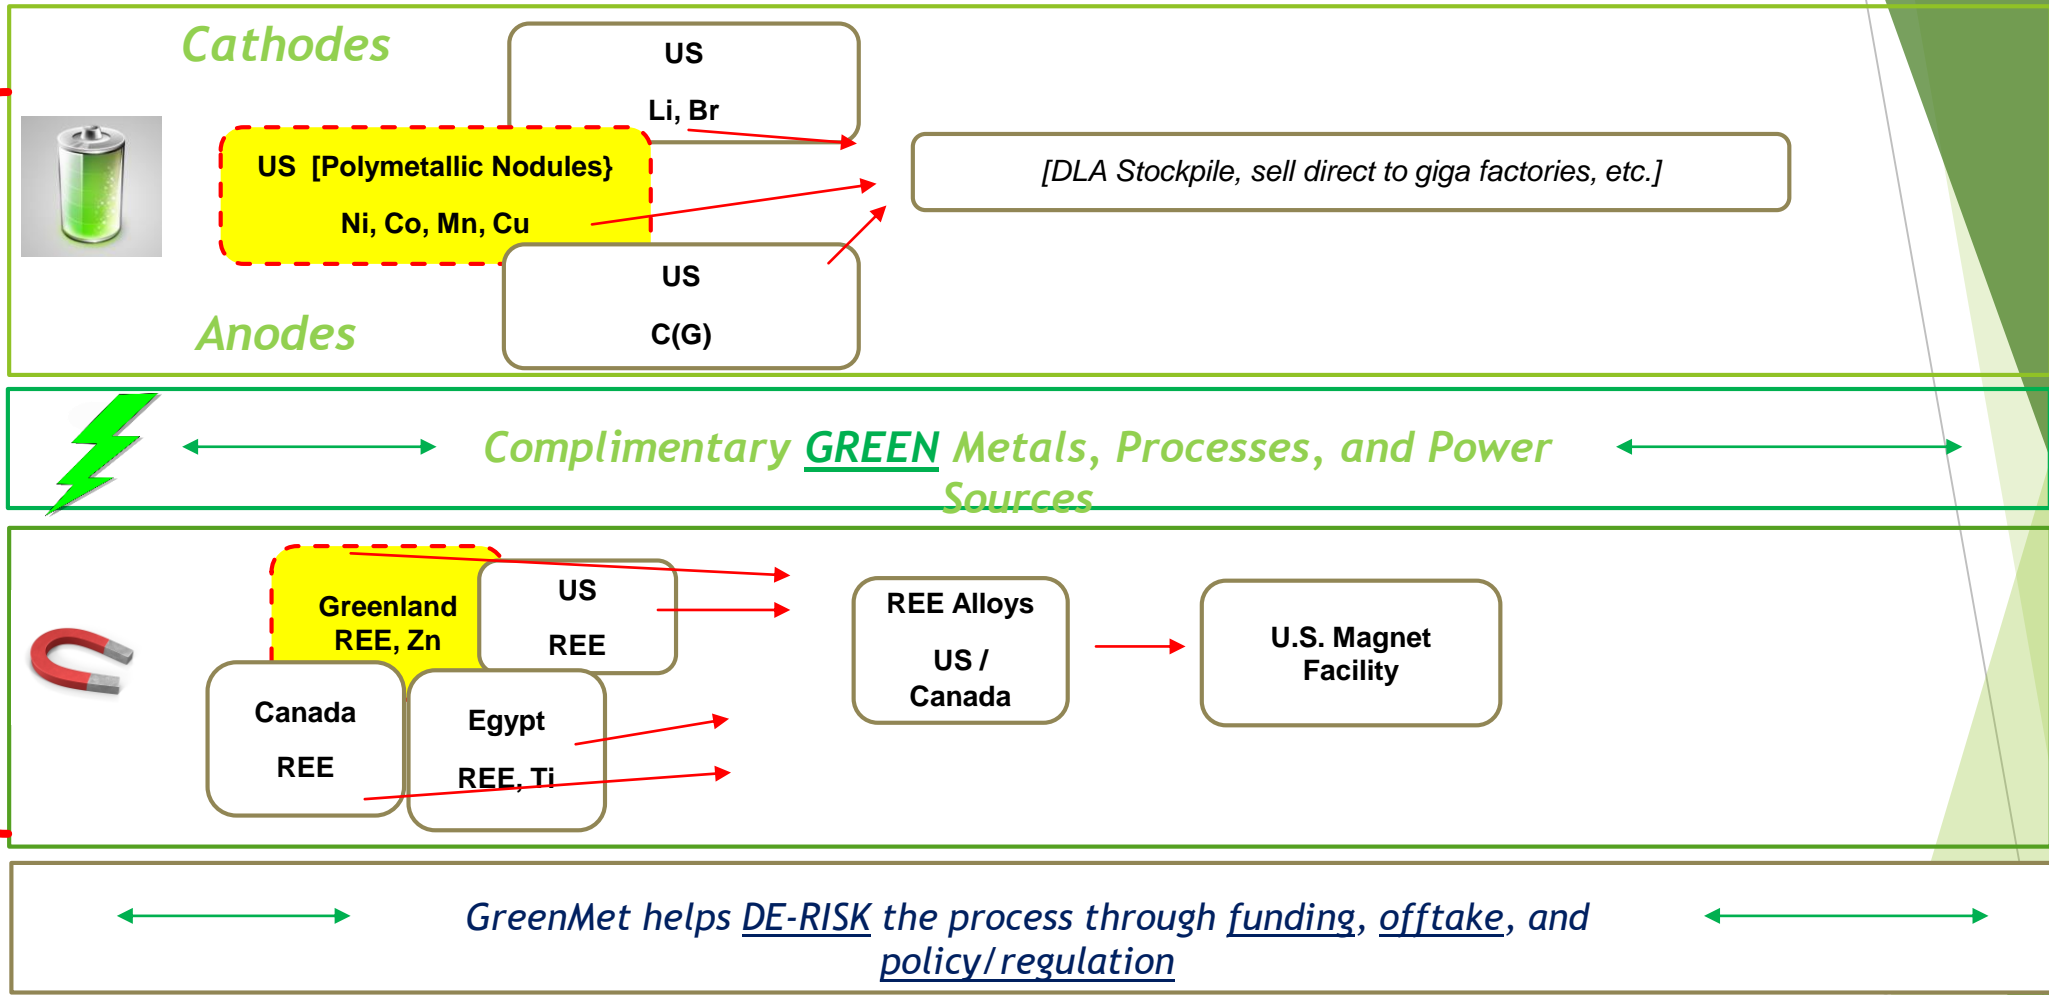 Cathodes
US
Li, Br
US  [Polymetallic Nodules}
Ni, Co, Mn, Cu
[DLA Stockpile, sell direct to giga factories, etc.]
US
C(G)
Anodes
Complimentary GREEN Metals, Processes, and Power
Sources
Greenland
REE, Zn
US
REE
Canada
REE
Egypt
REE, Ti
REE Alloys
US /
Canada
U.S. Magnet
Facility
GreenMet helps DE-RISK the process through funding, offtake, and
policy/regulation